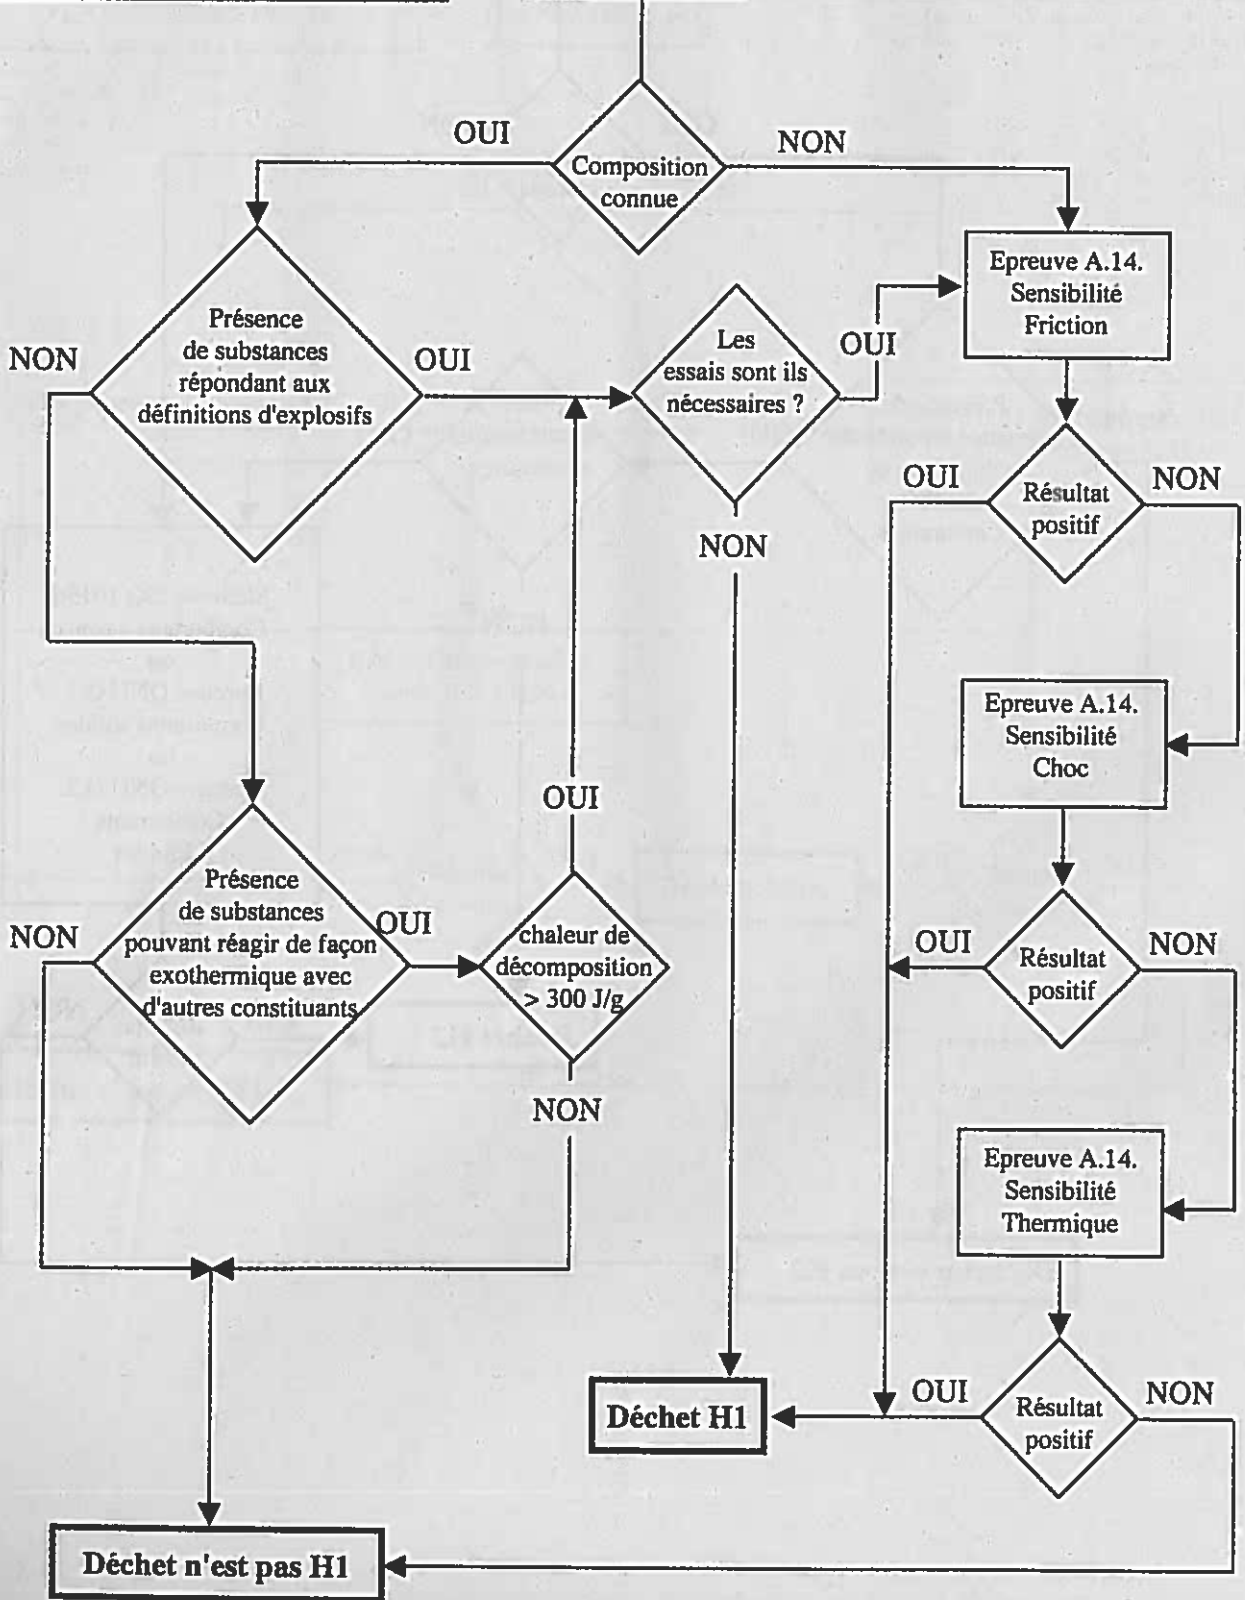 OUI
NON
Composition
connue
Epreuve A.14.
Sensibilité
Friction
Présence
de substances
répondant aux
définitions d'explosifs
NON
OUI
Les
essais sont ils
nécessaires ?
OUI
NON
OUI
Résultat
positif
NON
Epreuve A.14.
Sensibilité
Choc
OUI
Présence
de substances
pouvant réagir de façon
exothermique avec
d'autres constituants
NON
OUI
chaleur de
décomposition
> 300 J/g
NON
OUI
Résultat
positif
NON
Epreuve A.14.
Sensibilité
Thermique
Déchet H1
OUI
Résultat
positif
NON
Déchet n'est pas H1